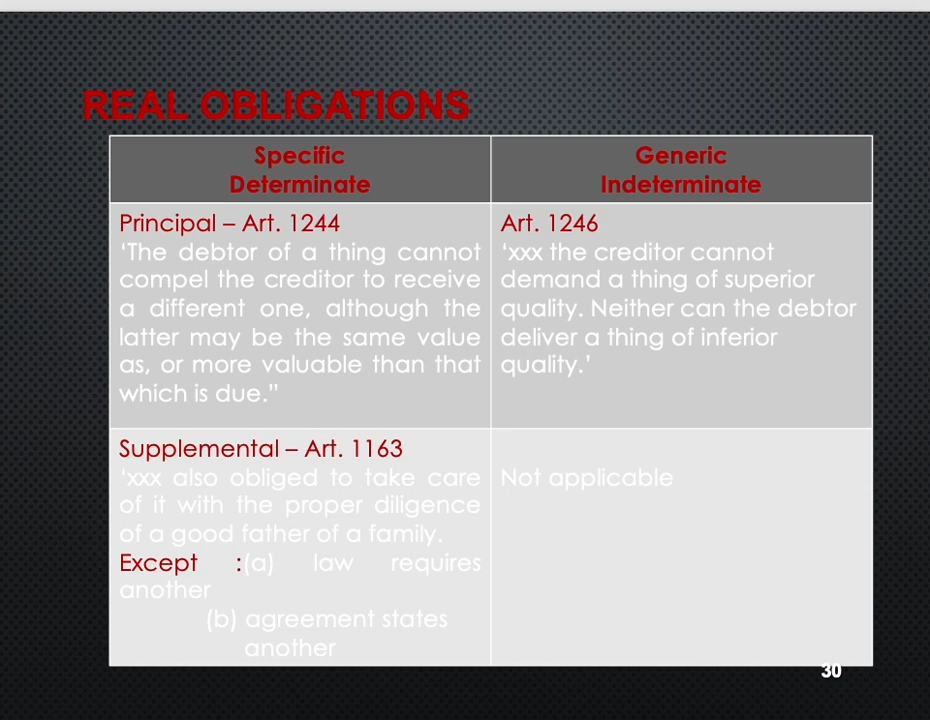 REAL OBLIGATIONS
Specific
Determinate
Generic
Indeterminate
Principal – Art. 1244
‘The debtor of a thing cannot
compel the creditor to receive
a different one, although the
latter may be the same value
as, or more valuable than that
which is due.”
Art. 1246
‘xxx the creditor cannot
demand a thing of superior
quality. Neither can the debtor
deliver a thing of inferior
quality.’
Supplemental – Art. 1163
‘xxx also obliged to take care
of it with the proper diligence
of a good father of a family.
Except :(a) law requires
another
(b) agreement states
another
Not applicable
30